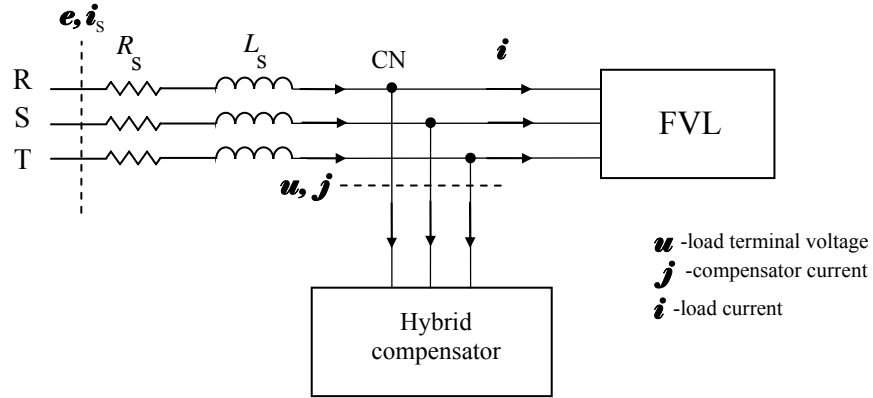 e, iS
RS LS
CN
i
R
S
T
FVL
u, j
u -load terminal voltage
j -compensator current
i -load current
Hybrid
compensator